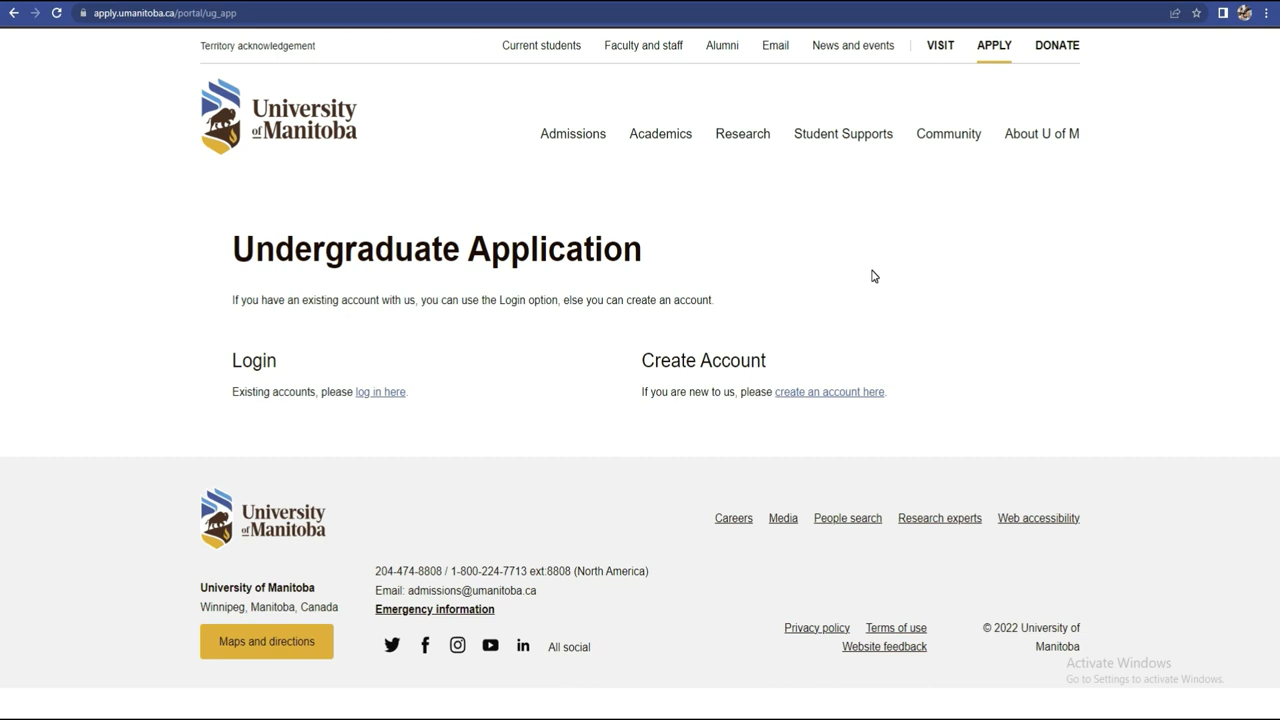 apply.umanitoba.ca/portal/ug_app
Territory acknowledgement
Current students
Faculty and staff
Alumni
Email
News and events
VISIT
APPLY
DONATE
University
of Manitoba
Admissions
Academics
Research
Student Supports
Community
About U of M
Undergraduate Application
If you have an existing account with us, you can use the Login option, else you can create an account.
Login
Existing accounts, please log in here.
Create Account
If you are new to us, please create an account here.
University
of Manitoba
Careers
Media
People search
Research experts
Web accessibility
University of Manitoba
Winnipeg, Manitoba, Canada
Maps and directions
204-474-8808 / 1-800-224-7713 ext:8808 (North America)
Email: admissions@umanitoba.ca
Emergency information
All social
Privacy policy
Terms of use
Website feedback
© 2022 University of
Manitoba
Activate Windows
Go to Settings to activate Windows.